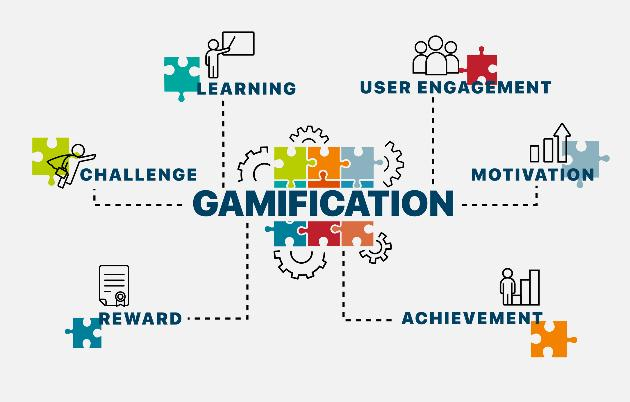 LEARNING
USER ENGAGEMENT
CHALLENGE
MOTIVATION
GAMIFICATION
REWARD
ACHIEVEMENT